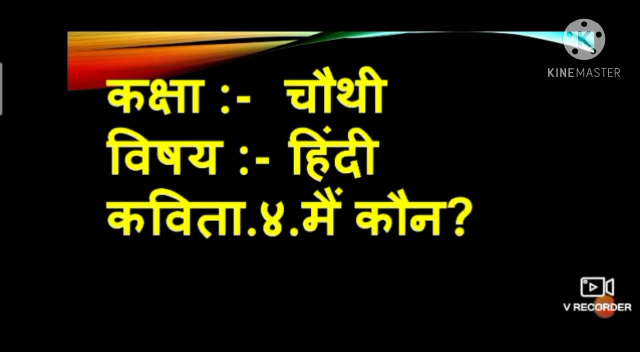 KINEMASTER
कक्षा :- चौथी
विषय :- हिंदी
कविता.४.मैं कौन?
V RECORDER